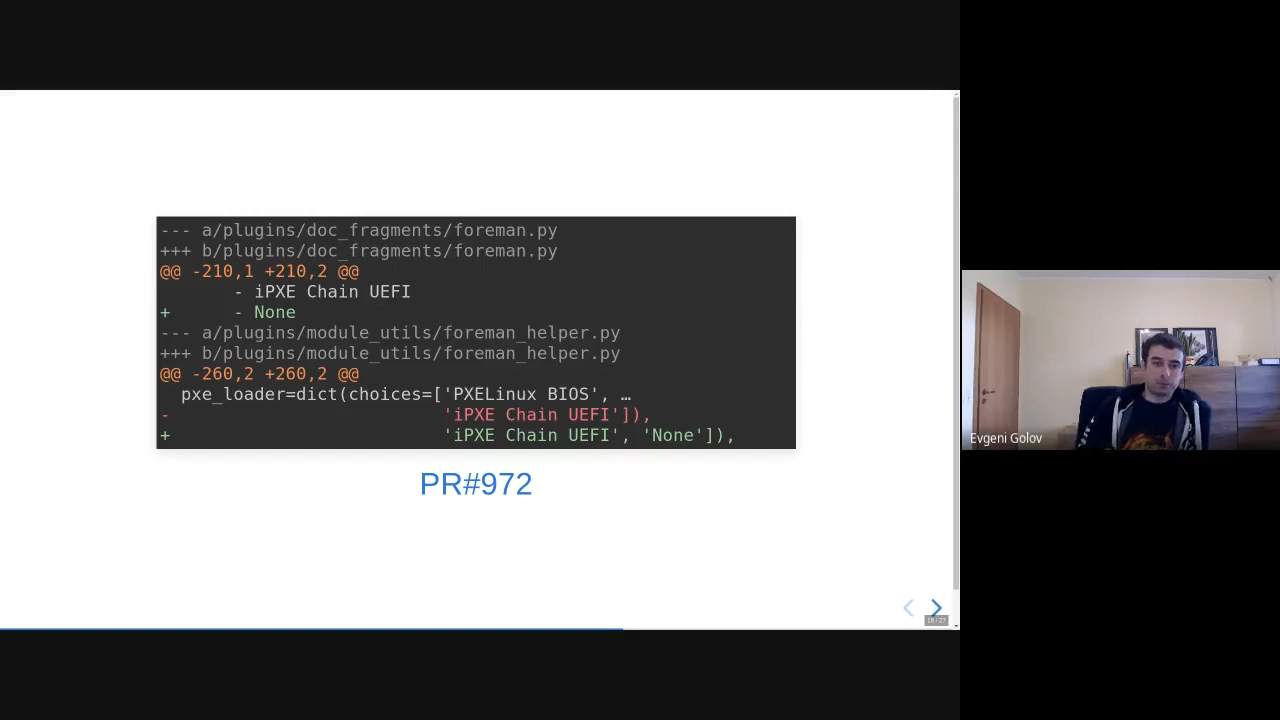 --- a/plugins/doc_fragments/foreman.py
+++ b/plugins/doc_fragments/foreman.py
@@ -210,1 +210,2 @@
       - iPXE Chain UEFI
+      - None
--- a/plugins/module_utils/foreman_helper.py
+++ b/plugins/module_utils/foreman_helper.py
@@ -260,2 +260,2 @@
  pxe_loader=dict(choices=['PXELinux BIOS', …
-                          'iPXE Chain UEFI']),
+                          'iPXE Chain UEFI', 'None']),
PR#972
18 / 27
Evgeni Golov